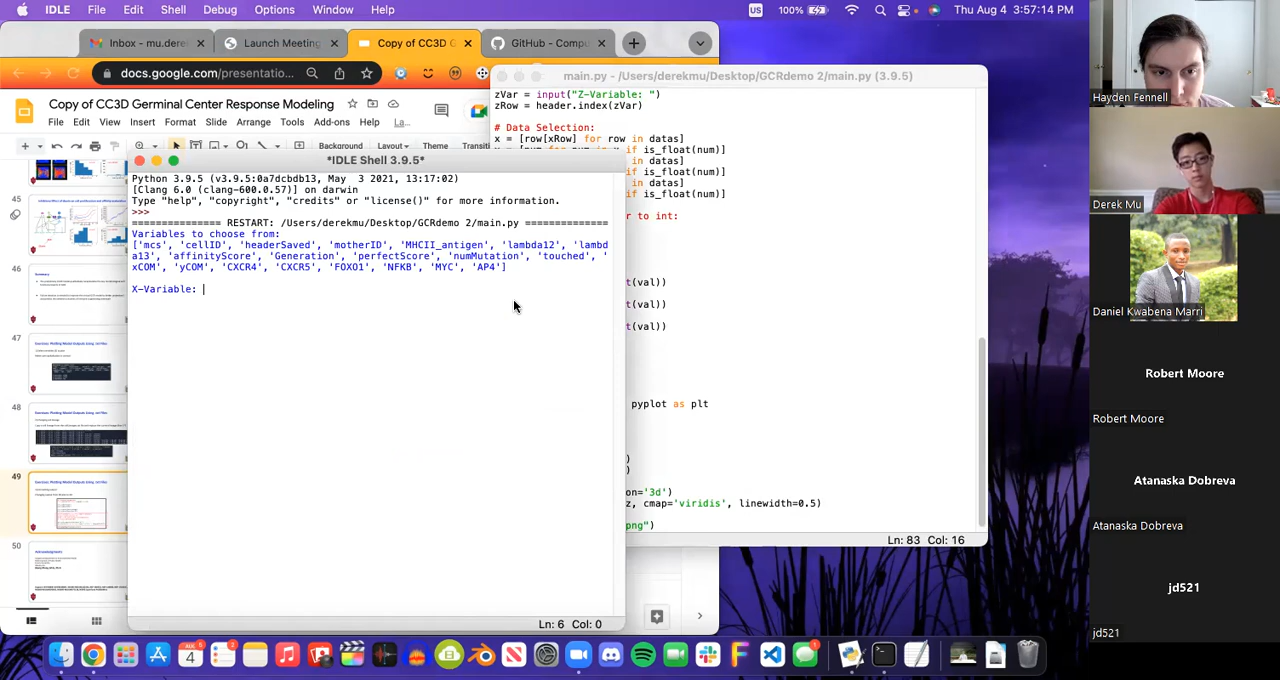 IDLE File Edit Shell Debug Options Window Help
US 100% Thu Aug 4 3:57:14 PM
Inbox - mu.dere
Launch Meeting
Copy of CC3D G
GitHub - Compu
docs.google.com/presentatio...
Copy of CC3D Germinal Center Response Modeling
File Edit View Insert Format Slide Arrange Tools Add-ons Help La...
Background Layout Theme
45
46
Summary
47
48
49
50
*IDLE Shell 3.9.5*
Python 3.9.5 (v3.9.5:0a7dcbdb13, May 3 2021, 13:17:02)
[Clang 6.0 (clang-600.0.57)] on darwin
Type "help", "copyright", "credits" or "license()" for more information.
>>>
=============== RESTART: /Users/derekmu/Desktop/GCRdemo 2/main.py ==============
Variables to choose from:
['mcs', 'cellID', 'headerSaved', 'motherID', 'MHCII_antigen', 'lambda12', 'lambd
a13', 'affinityScore', 'Generation', 'perfectScore', 'numMutation', 'touched', '
xCOM', 'yCOM', 'CXCR4', 'CXCR5', 'FOXO1', 'NFKB', 'MYC', 'AP4']
X-Variable:
Ln: 6 Col: 0
main.py - /Users/derekmu/Desktop/GCRdemo 2/main.py (3.9.5)
zVar = input("Z-Variable: ")
zRow = header.index(zVar)
# Data Selection:
x = [row[xRow] for row in datas]
if is_float(num)]
in datas]
if is_float(num)]
in datas]
if is_float(num)]
r to int:
t(val))
t(val))
t(val))
pyplot as plt
)
)
on='3d')
z, cmap='viridis', linewidth=0.5)
png")
Ln: 83 Col: 16
Hayden Fennell
Derek Mu
Daniel Kwabena Marri
Robert Moore
Robert Moore
Atanaska Dobreva
Atanaska Dobreva
jd521
jd521